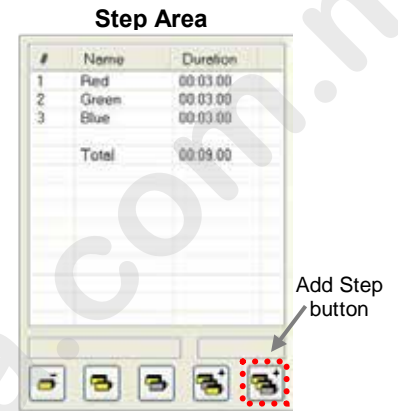 Step Area
# Name Duration
1 Red 00:03.00
2 Green 00:03.00
3 Blue 00:03.00
Total 00:09.00
Add Step
button